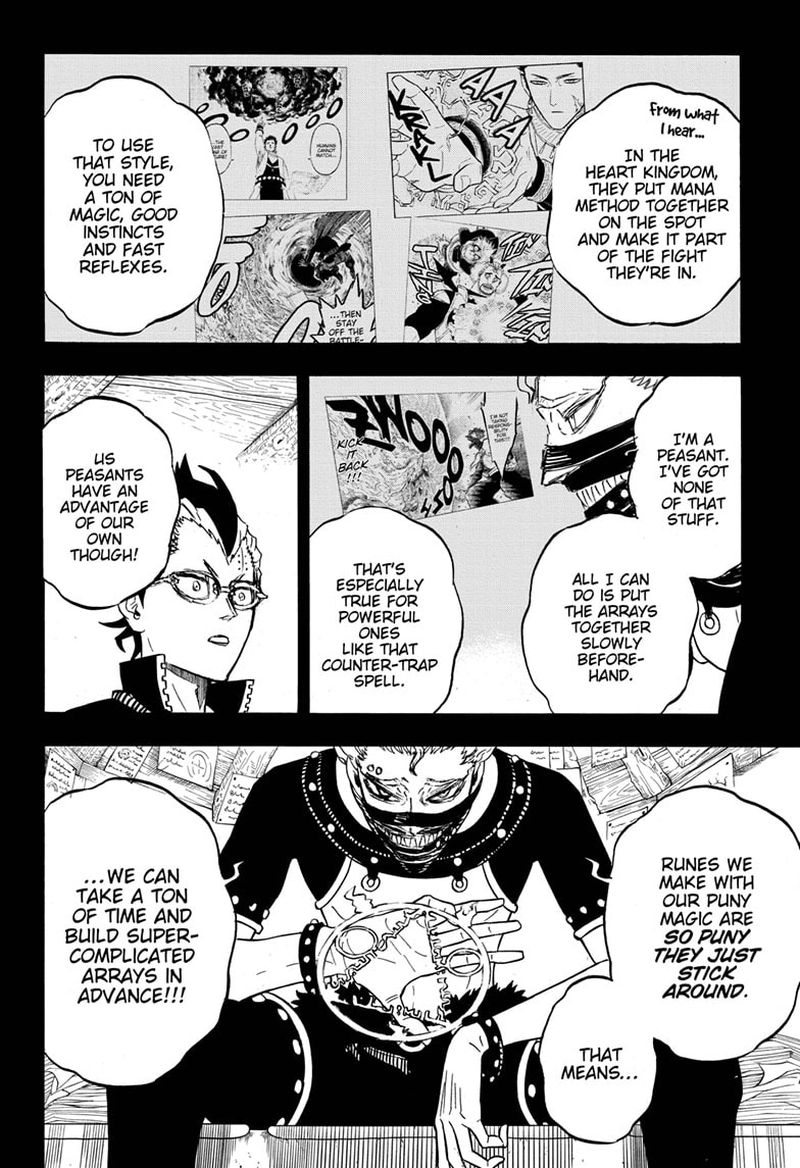 from what
I hear...
IN THE
HEART KINGDOM,
THEY PUT MANA
METHOD TOGETHER
ON THE SPOT
AND MAKE IT PART
OF THE FIGHT
THEY'RE IN.
KRAKL
AAA
HUMANS
CANNOT
MATCH...
...THEN
STAY
OFF THE
BATTLE-
TO USE
THAT STYLE,
YOU NEED
A TON OF
MAGIC, GOOD
INSTINCTS
AND FAST
REFLEXES.
I'M A
PEASANT.
I'VE GOT
NONE
OF THAT
STUFF.
ALL I CAN
DO IS PUT
THE ARRAYS
TOGETHER
SLOWLY
BEFORE-
HAND.
I'M NOT
TAKING
RESPON-
SIBILITY
FOR
THIS!!
ZWOOO
KICK
IT
BACK
!!!
THAT'S
ESPECIALLY
TRUE FOR
POWERFUL
ONES
LIKE THAT
COUNTER-TRAP
SPELL.
US
PEASANTS
HAVE AN
ADVANTAGE
OF OUR
OWN
THOUGH!
RUNES WE
MAKE WITH
OUR PUNY
MAGIC ARE
SO PUNY
THEY JUST
STICK
AROUND.
THAT
MEANS...
...WE CAN
TAKE A TON
OF TIME AND
BUILD SUPER-
COMPLICATED
ARRAYS IN
ADVANCE!!!